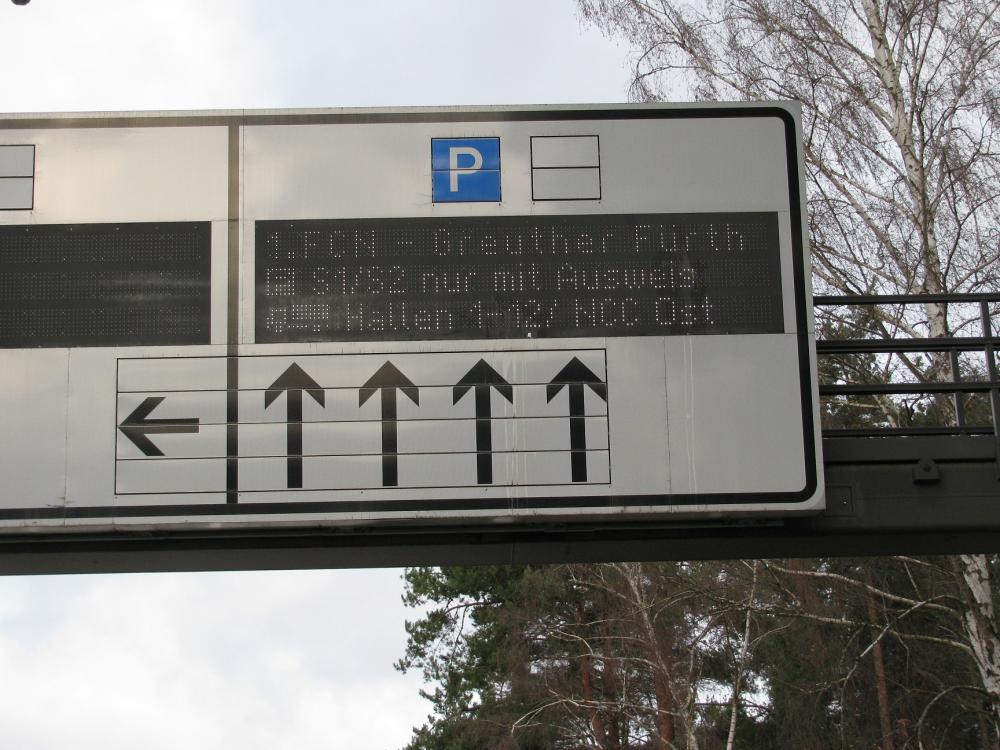 P
1.FCN - Greuther Fürth
S1/S2 nur mit Ausweis
Hallen 1-12/ NCC Ost